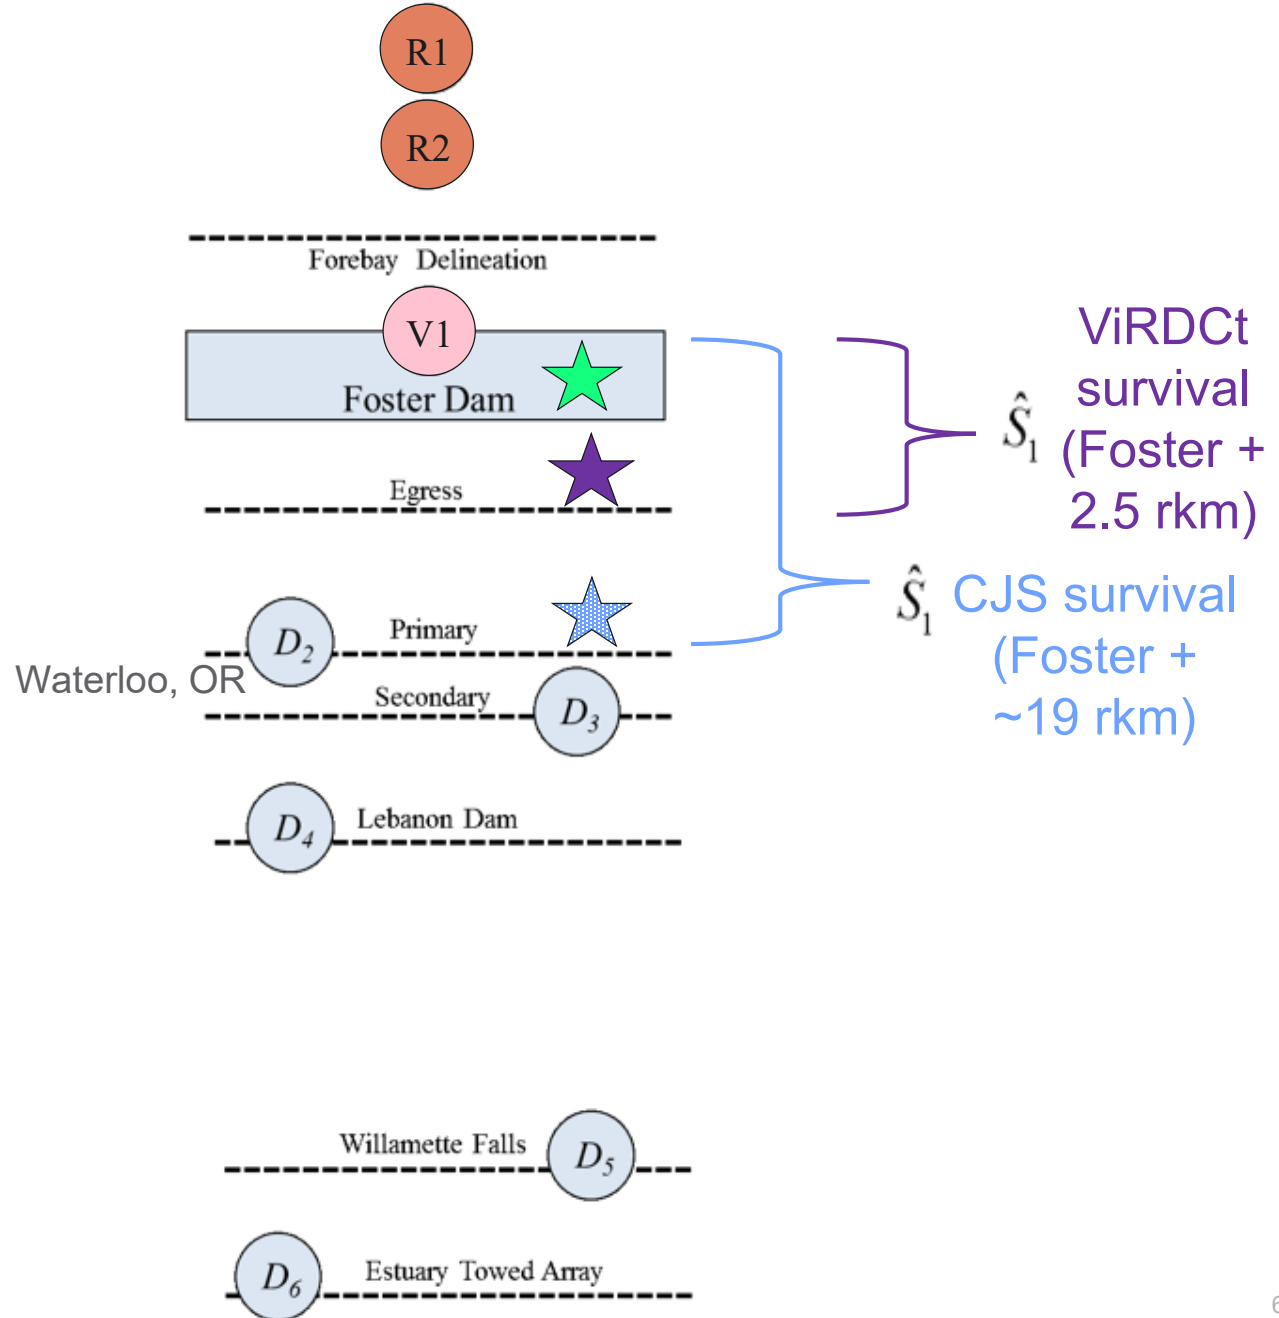 R1
R2
Forebay Delineation
V1
Foster Dam
Egress
ViRDCt
survival
(Foster +
2.5 rkm)
Ŝ₁
D₂
Primary
Waterloo, OR
Secondary
D₃
Ŝ₁
CJS survival
(Foster +
~19 rkm)
D₄
Lebanon Dam
Willamette Falls
D₅
D₆
Estuary Towed Array
6